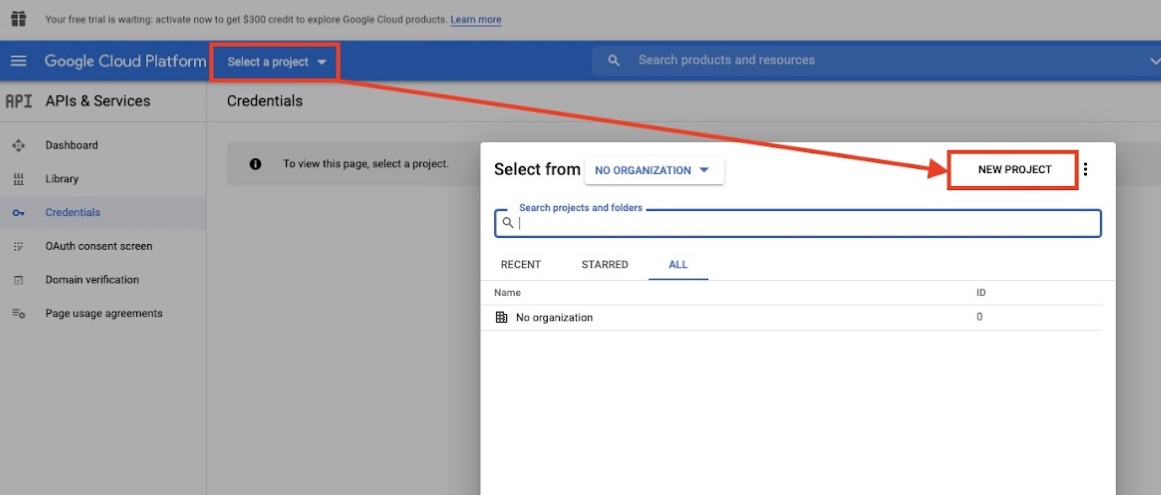 Your free trial is waiting: activate now to get $300 credit to explore Google Cloud products. Learn more
Google Cloud Platform Select a project Search products and resources
API APIs & Services
Credentials
Dashboard
Library
Credentials
OAuth consent screen
Domain verification
Page usage agreements
To view this page, select a project.
Select from NO ORGANIZATION NEW PROJECT
Search projects and folders
RECENT STARRED ALL
Name ID
No organization 0